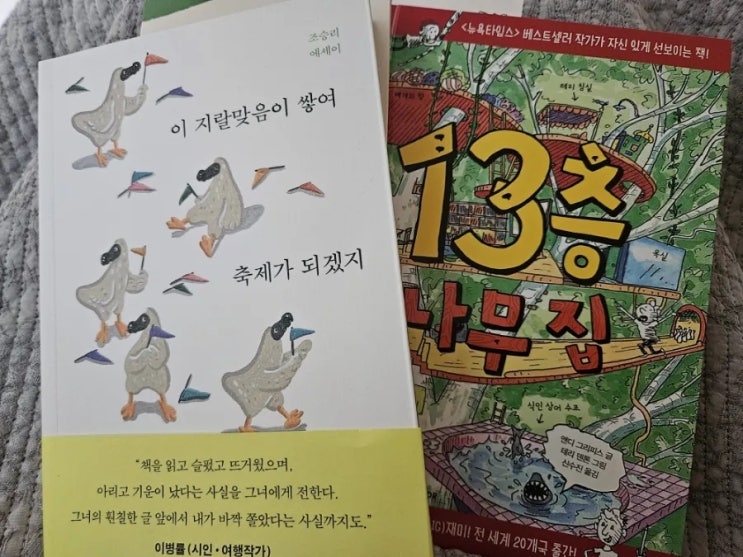 조승리
에세이
이 지랄맞음이 쌓여
축제가 되겠지
“책을 읽고 슬펐고 뜨거웠으며,
아리고 기운이 났다는 사실을 그녀에게 전한다.
그녀의 훤칠한 글 앞에서 내가 바짝 쫄았다는 사실까지도.”
이병률 (시인 • 여행작가)
<뉴욕타임스> 베스트셀러 작가가 자신 있게 선보이는 책!
13층
나무 집
욕실
식인 상어 수조
앤디 그리피스 글
테리 덴톤 그림
신수진 옮김
재미! 전 세계 20개국 출간!